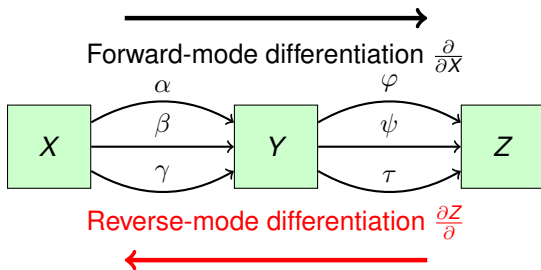 Forward-mode differentiation ∂/∂X
α φ
β ψ
X Y Z
γ τ
Reverse-mode differentiation ∂Z/∂